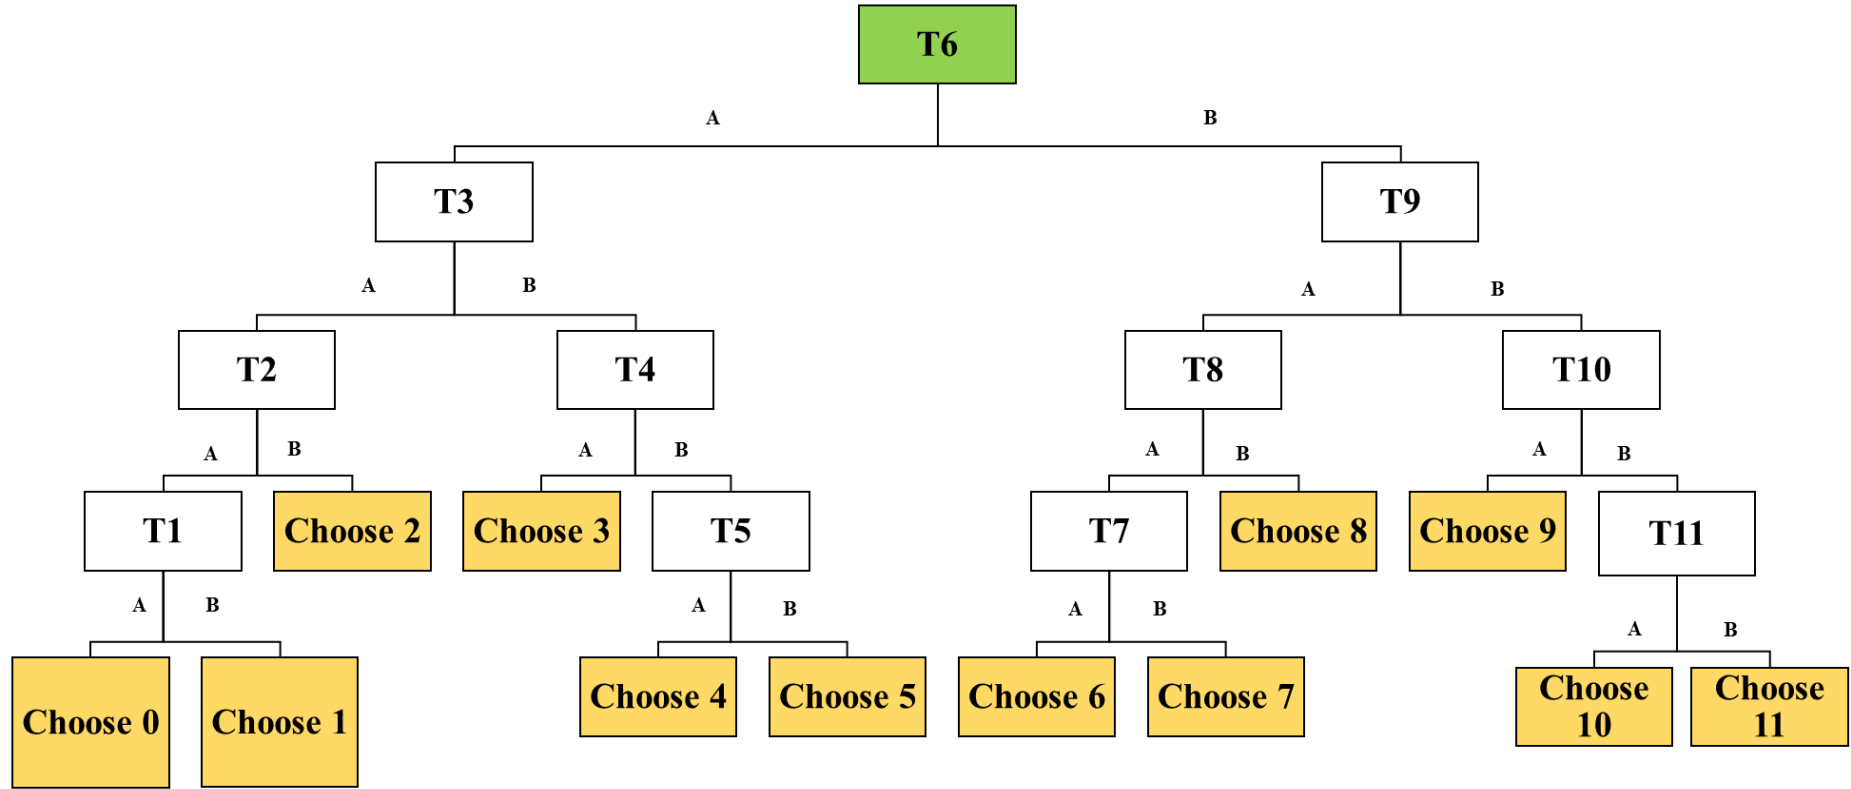 T6
A
B
T3
T9
A
B
A
B
T2
T4
T8
T10
A
B
A
B
A
B
A
B
T1
Choose 2
Choose 3
T5
T7
Choose 8
Choose 9
T11
A
B
A
B
A
B
A
B
Choose 0
Choose 1
Choose 4
Choose 5
Choose 6
Choose 7
Choose
10
Choose
11